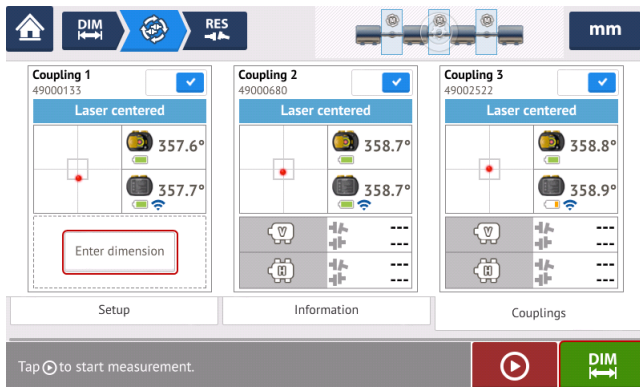 DIM
RES
mm
Coupling 1
49000133
Laser centered
357.6°
357.7°
Enter dimension
Coupling 2
49000680
Laser centered
358.7°
358.7°
V
---
---
H
---
---
Coupling 3
49002522
Laser centered
358.8°
358.9°
V
---
---
H
---
---
Setup
Information
Couplings
Tap to start measurement.
DIM